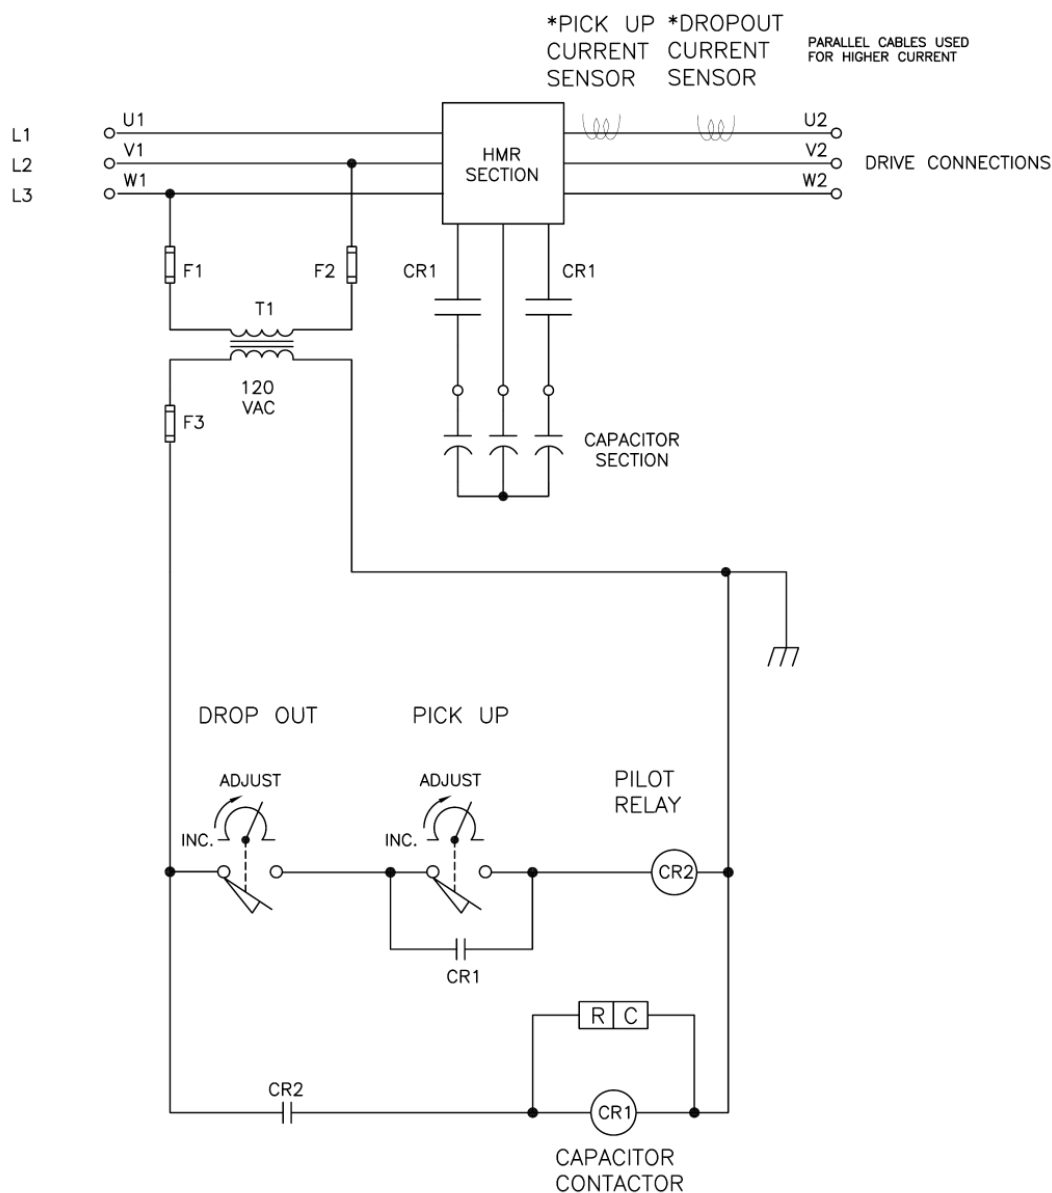 *PICK UP
CURRENT
SENSOR
*DROPOUT
CURRENT
SENSOR
PARALLEL CABLES USED
FOR HIGHER CURRENT
L1
U1
U2
L2
V1
V2
DRIVE CONNECTIONS
L3
W1
W2
HMR
SECTION
F1
F2
CR1
CR1
T1
120
VAC
F3
CAPACITOR
SECTION
DROP OUT
PICK UP
ADJUST
ADJUST
PILOT
RELAY
INC.
INC.
CR2
CR1
R C
CR2
CR1
CAPACITOR
CONTACTOR